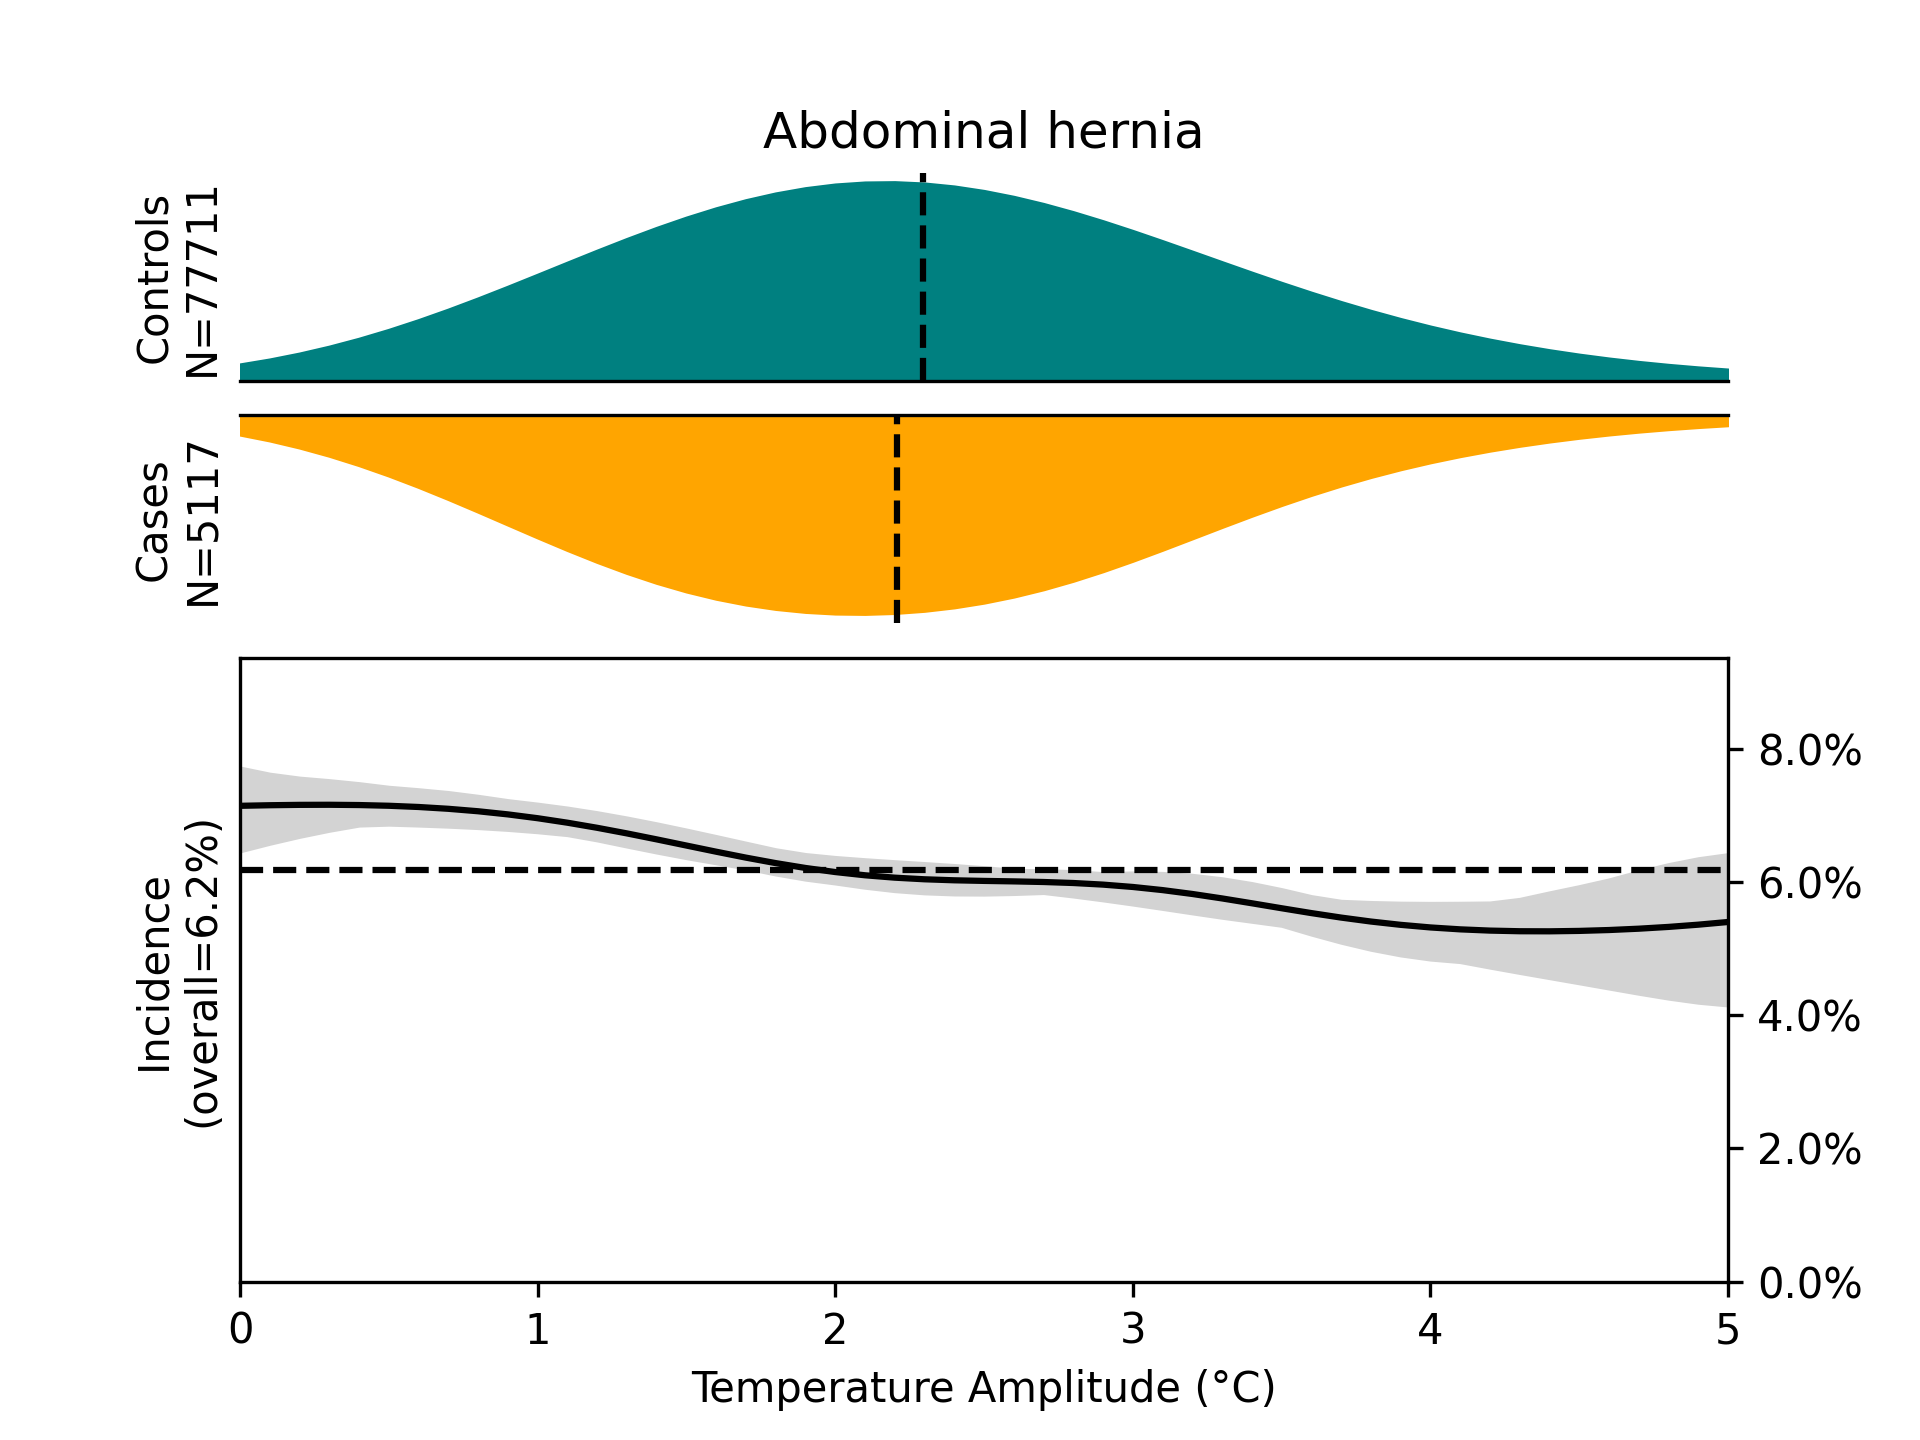 Abdominal hernia
Controls
N=77711
Cases
N=5117
Incidence
(overall=6.2%)
8.0%
6.0%
4.0%
2.0%
0.0%
0 1 2 3 4 5
Temperature Amplitude (°C)